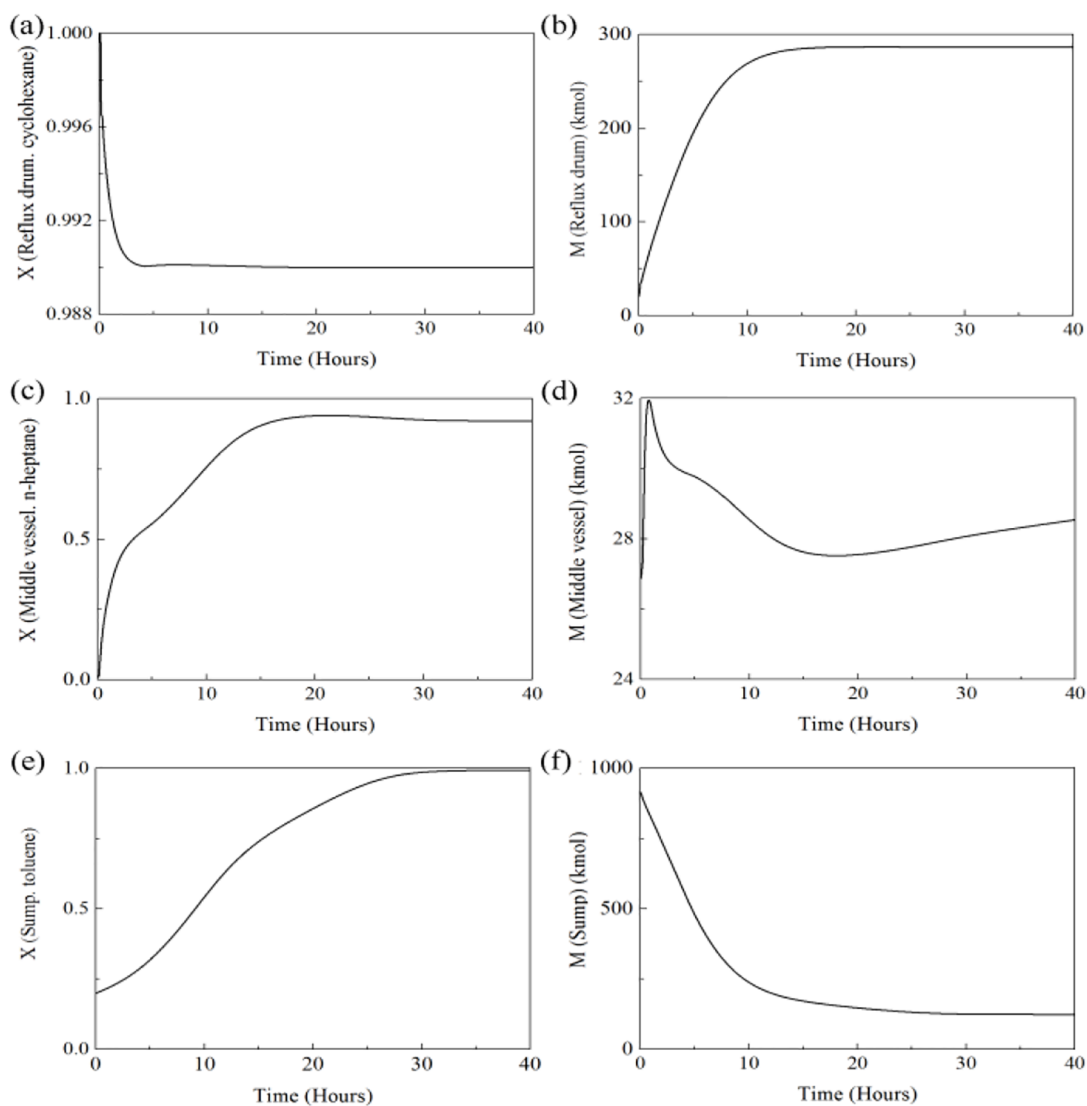 (a)
1.000
0.996
0.992
0.988
X (Reflux drum. cyclohexane)
0
10
20
30
40
Time (Hours)
(b)
300
200
100
0
M (Reflux drum) (kmol)
0
10
20
30
40
Time (Hours)
(c)
1.0
0.5
0.0
X (Middle vessel. n-heptane)
0
10
20
30
40
Time (Hours)
(d)
32
28
24
M (Middle vessel) (kmol)
0
10
20
30
40
Time (Hours)
(e)
1.0
0.5
0.0
X (Sump. toluene)
0
10
20
30
40
Time (Hours)
(f)
1000
500
0
M (Sump) (kmol)
0
10
20
30
40
Time (Hours)